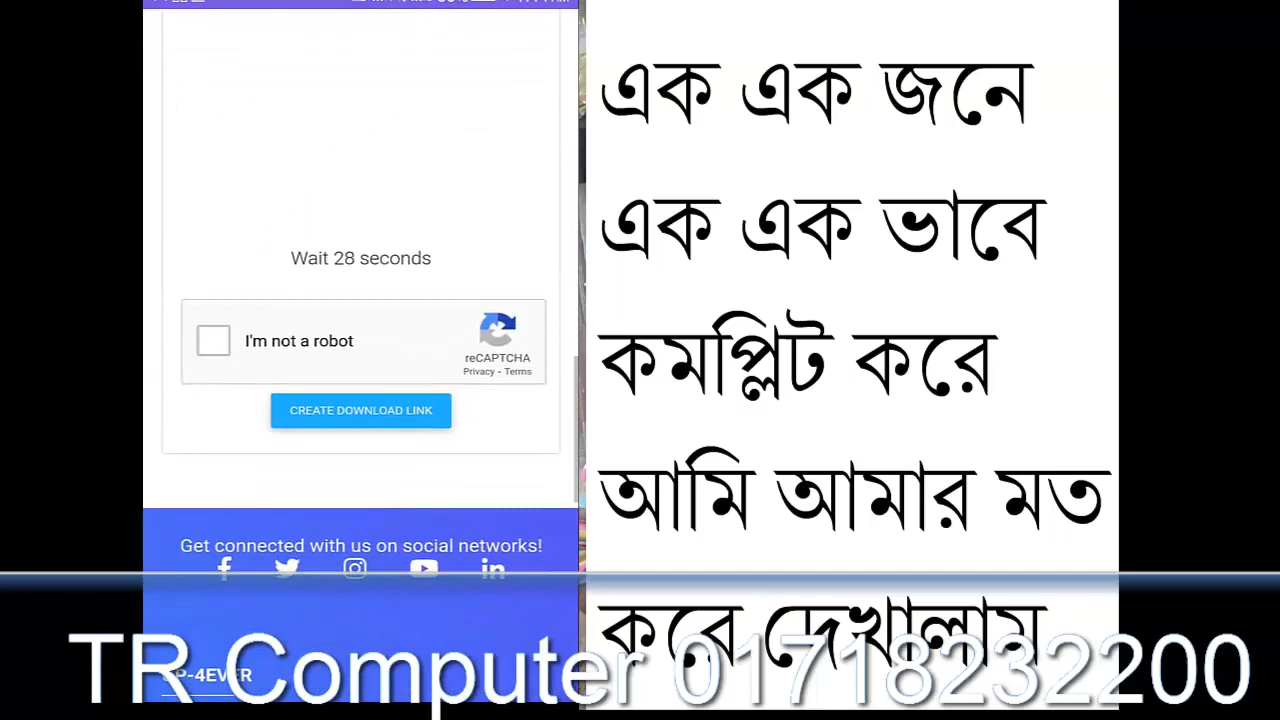 Wait 28 seconds
I'm not a robot
reCAPTCHA
Privacy - Terms
CREATE DOWNLOAD LINK
Get connected with us on social networks!
এক এক জনে
এক এক ভাবে
কমপ্লিট করে
আমি আমার মত
করে দেখালাম
TR Computer 01718232200